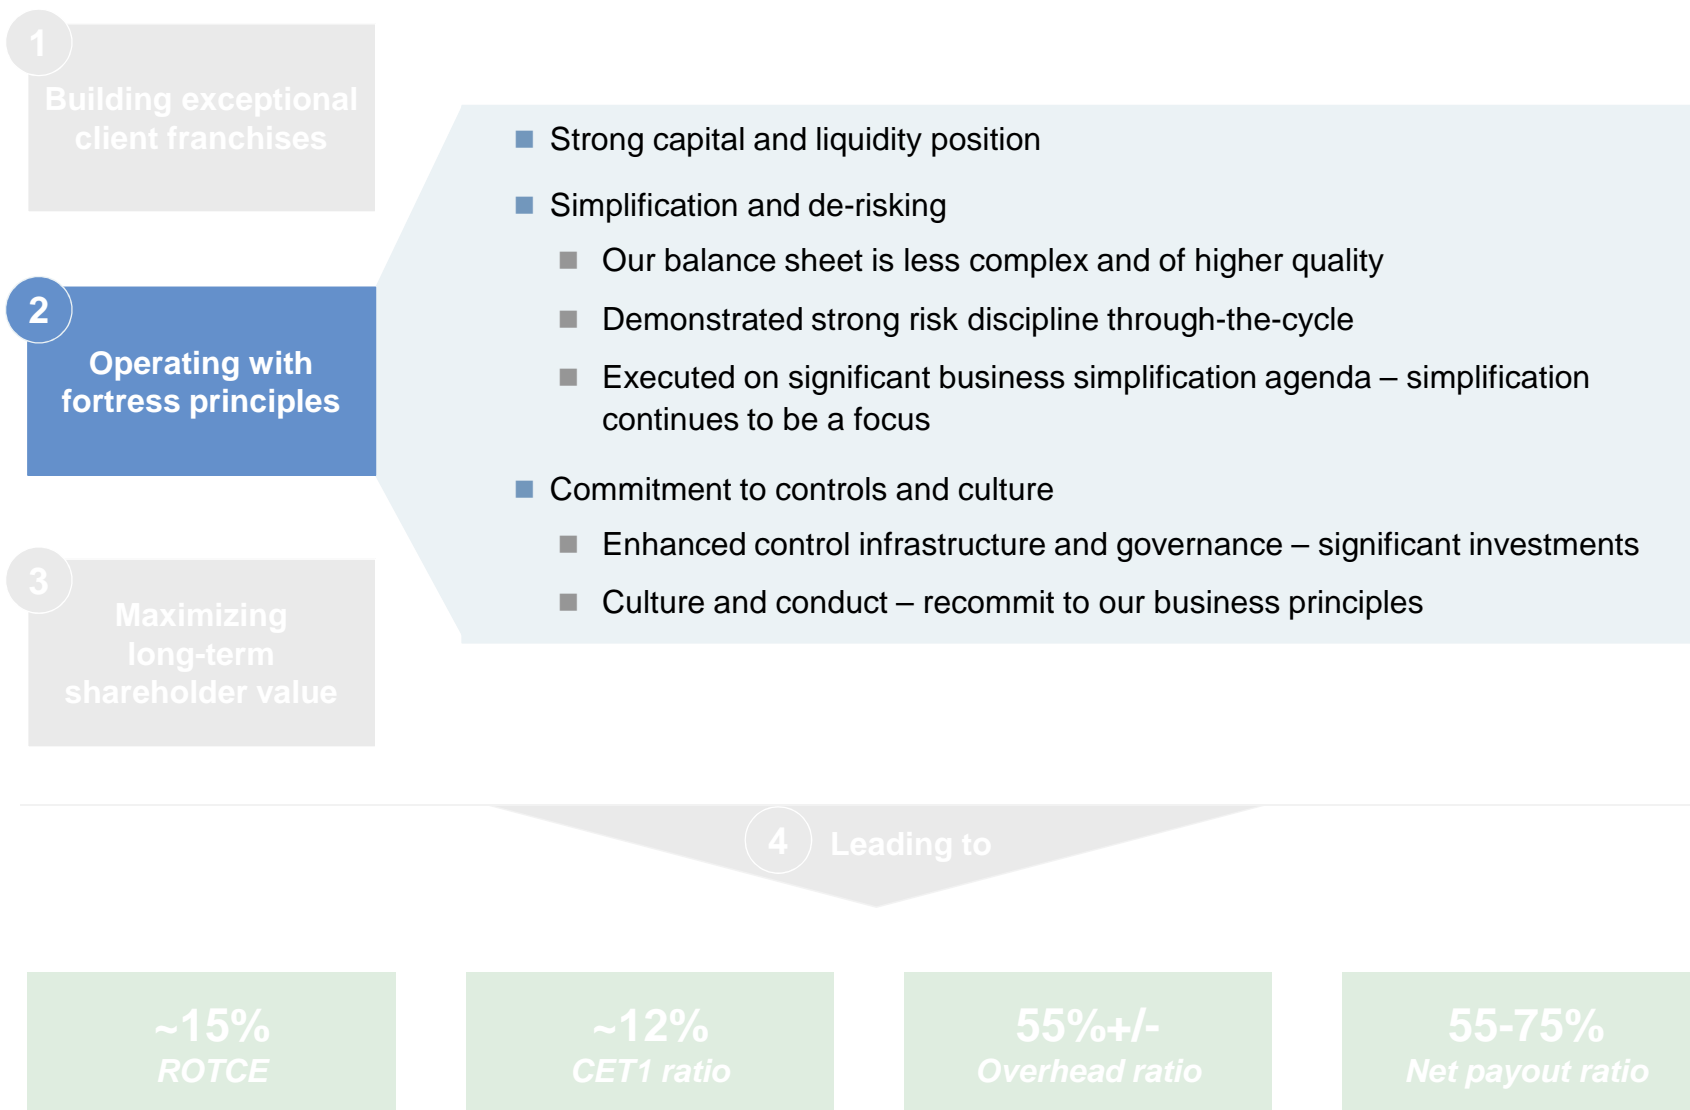 1
Building exceptional
client franchises
2
Operating with
fortress principles
3
Maximizing
long-term
shareholder value
■ Strong capital and liquidity position
■ Simplification and de-risking
■ Our balance sheet is less complex and of higher quality
■ Demonstrated strong risk discipline through-the-cycle
■ Executed on significant business simplification agenda – simplification
continues to be a focus
■ Commitment to controls and culture
■ Enhanced control infrastructure and governance – significant investments
■ Culture and conduct – recommit to our business principles
4 Leading to
~15%
ROTCE
~12%
CET1 ratio
55%+/-
Overhead ratio
55-75%
Net payout ratio